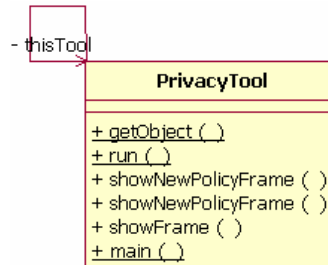 - thisTool
PrivacyTool
+ getObject ( )
+ run ( )
+ showNewPolicyFrame ( )
+ showNewPolicyFrame ( )
+ showFrame ( )
+ main ( )